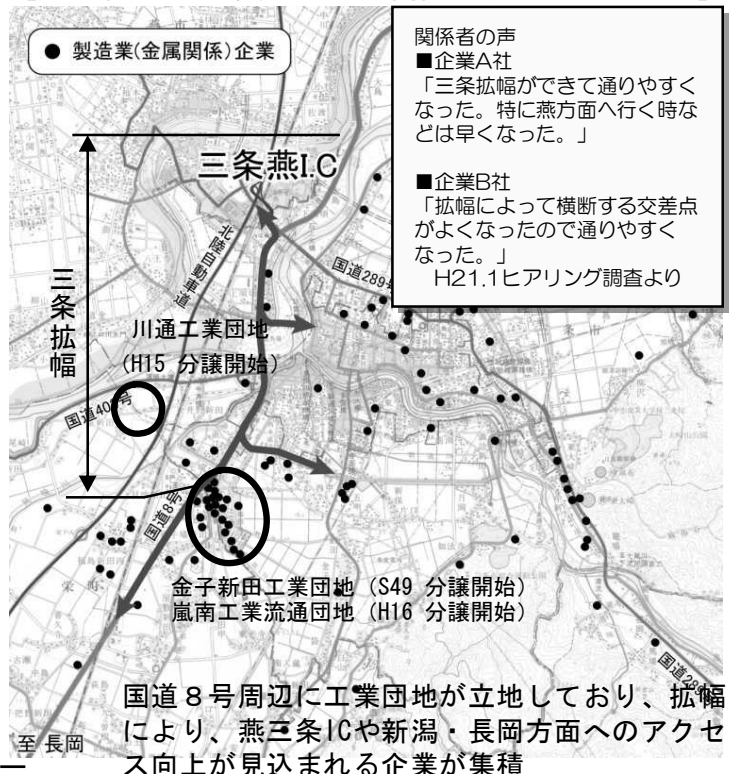 ● 製造業(金属関係)企業
関係者の声
■企業A社
「三条拡幅ができて通りやすく
なった。特に燕方面へ行く時な
どは早くなった。」
■企業B社
「拡幅によって横断する交差点
がよくなったので通りやすく
なった。」
H21.1ヒアリング調査より
三条燕I.C
北陸自動車道
国道289号
三条拡幅
川通工業団地
(H15 分譲開始)
国道8号
栄町
金子新田工業団地（S49 分譲開始）
嵐南工業流通団地（H16 分譲開始）
国道８号周辺に工業団地が立地しており、拡幅
により、燕三条ICや新潟・長岡方面へのアクセ
ス向上が見込まれる企業が集積
至 長岡